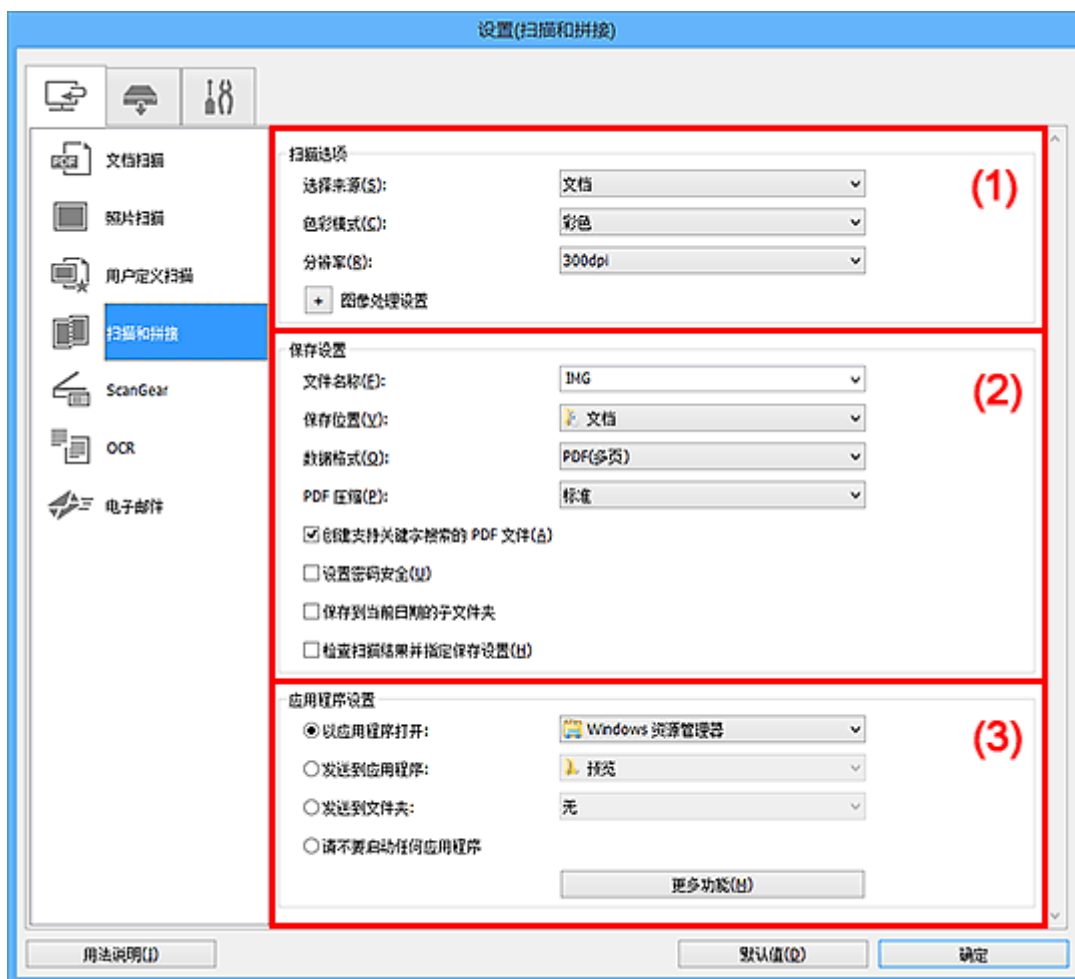 设置(扫描和拼接)
文档扫描
照片扫描
用户定义扫描
扫描和拼接
ScanGear
OCR
电子邮件
扫描选项
(1)
选择来源(S): 文档
色彩模式(C): 彩色
分辨率(R): 300dpi
+ 图像处理设置
保存设置
(2)
文件名称(F): IMG
保存位置(V): 文档
数据格式(O): PDF(多页)
PDF 压缩(P): 标准
创建支持关键字搜索的 PDF 文件(A)
设置密码安全(U)
保存到当前日期的子文件夹
检查扫描结果并指定保存设置(H)
应用程序设置
(3)
以应用程序打开: Windows 资源管理器
发送到应用程序: 预览
发送到文件夹: 无
请不要启动任何应用程序
更多功能(M)
用法说明(I)
默认值(D)
确定